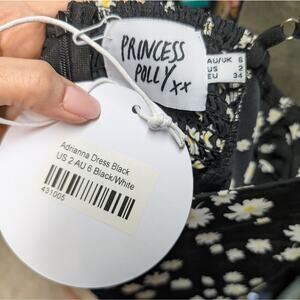 PRINCESS
POLLY xx
AU/UK 6
US 2
EU 34
Adrianna Dress Black
US 2 AU 6 Black/White
431005